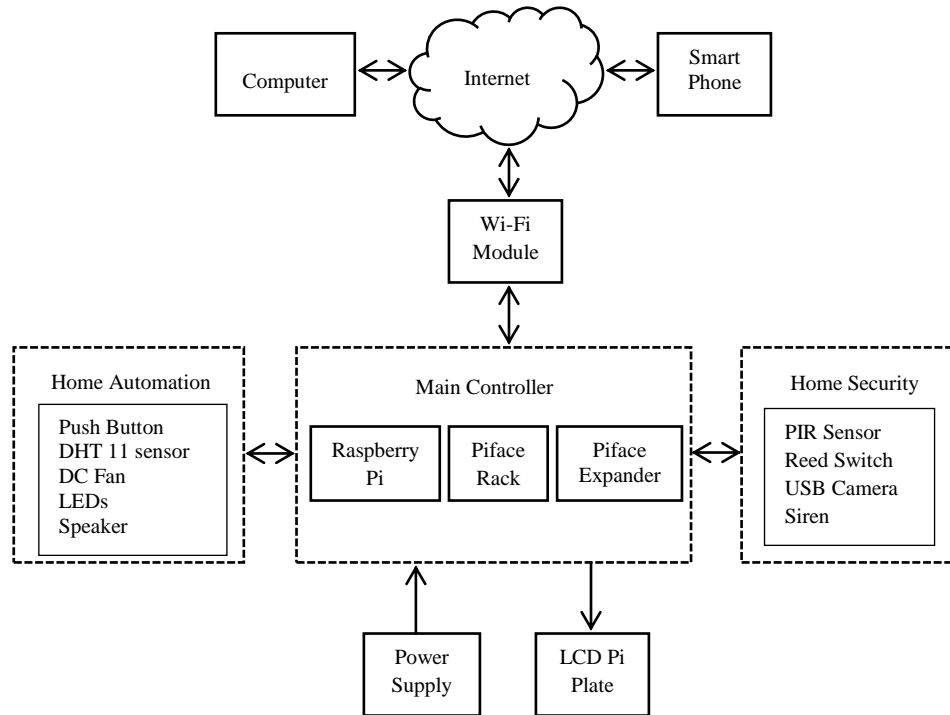 Computer
Internet
Smart
Phone
Wi-Fi
Module
Home Automation
Push Button
DHT 11 sensor
DC Fan
LEDs
Speaker
Main Controller
Raspberry
Pi
Piface
Rack
Piface
Expander
Home Security
PIR Sensor
Reed Switch
USB Camera
Siren
Power
Supply
LCD Pi
Plate